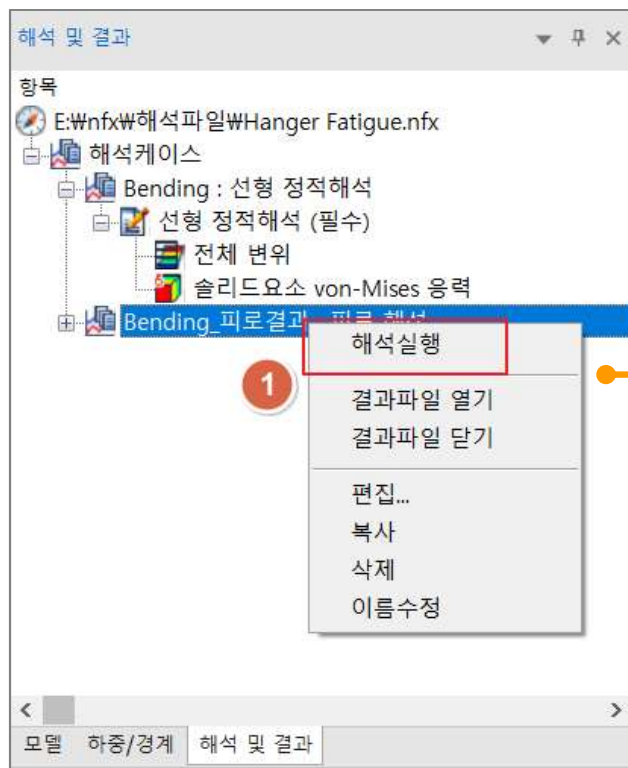 해석 및 결과
항목
E:₩nfx₩해석파일₩Hanger Fatigue.nfx
해석케이스
Bending : 선형 정적해석
선형 정적해석 (필수)
전체 변위
솔리드요소 von-Mises 응력
Bending_피로결과 : 피로 해석
해석실행
1
결과파일 열기
결과파일 닫기
편집...
복사
삭제
이름수정
모델 하중/경계 해석 및 결과